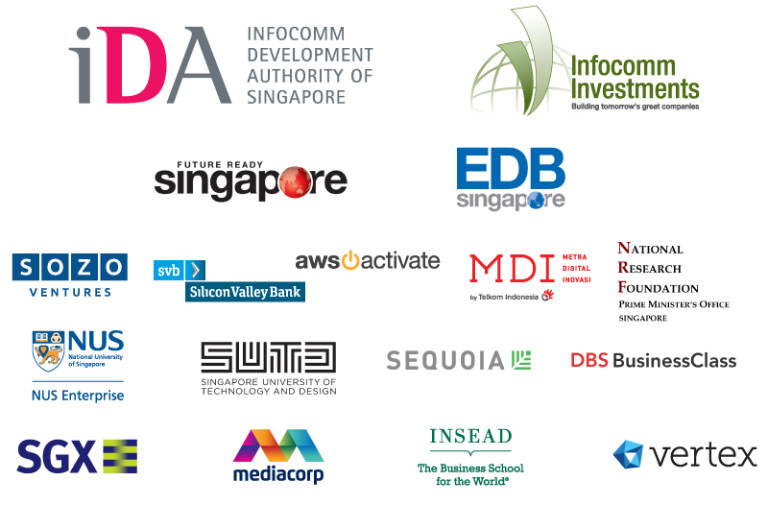 iDA
INFOCOMM
DEVELOPMENT
AUTHORITY OF
SINGAPORE
Infocomm
Investments
Building tomorrow's great companies
FUTURE READY
singapore
EDB
singapore
SOZO
VENTURES
svb
Silicon Valley Bank
aws activate
MDI
METRA
DIGITAL
INOVASI
by Telkom Indonesia
NATIONAL
RESEARCH
FOUNDATION
PRIME MINISTER'S OFFICE
SINGAPORE
NUS
National University
of Singapore
NUS Enterprise
SUTD
SINGAPORE UNIVERSITY OF
TECHNOLOGY AND DESIGN
SEQUOIA
DBS BusinessClass
SGX
mediacorp
INSEAD
The Business School
for the World®
vertex